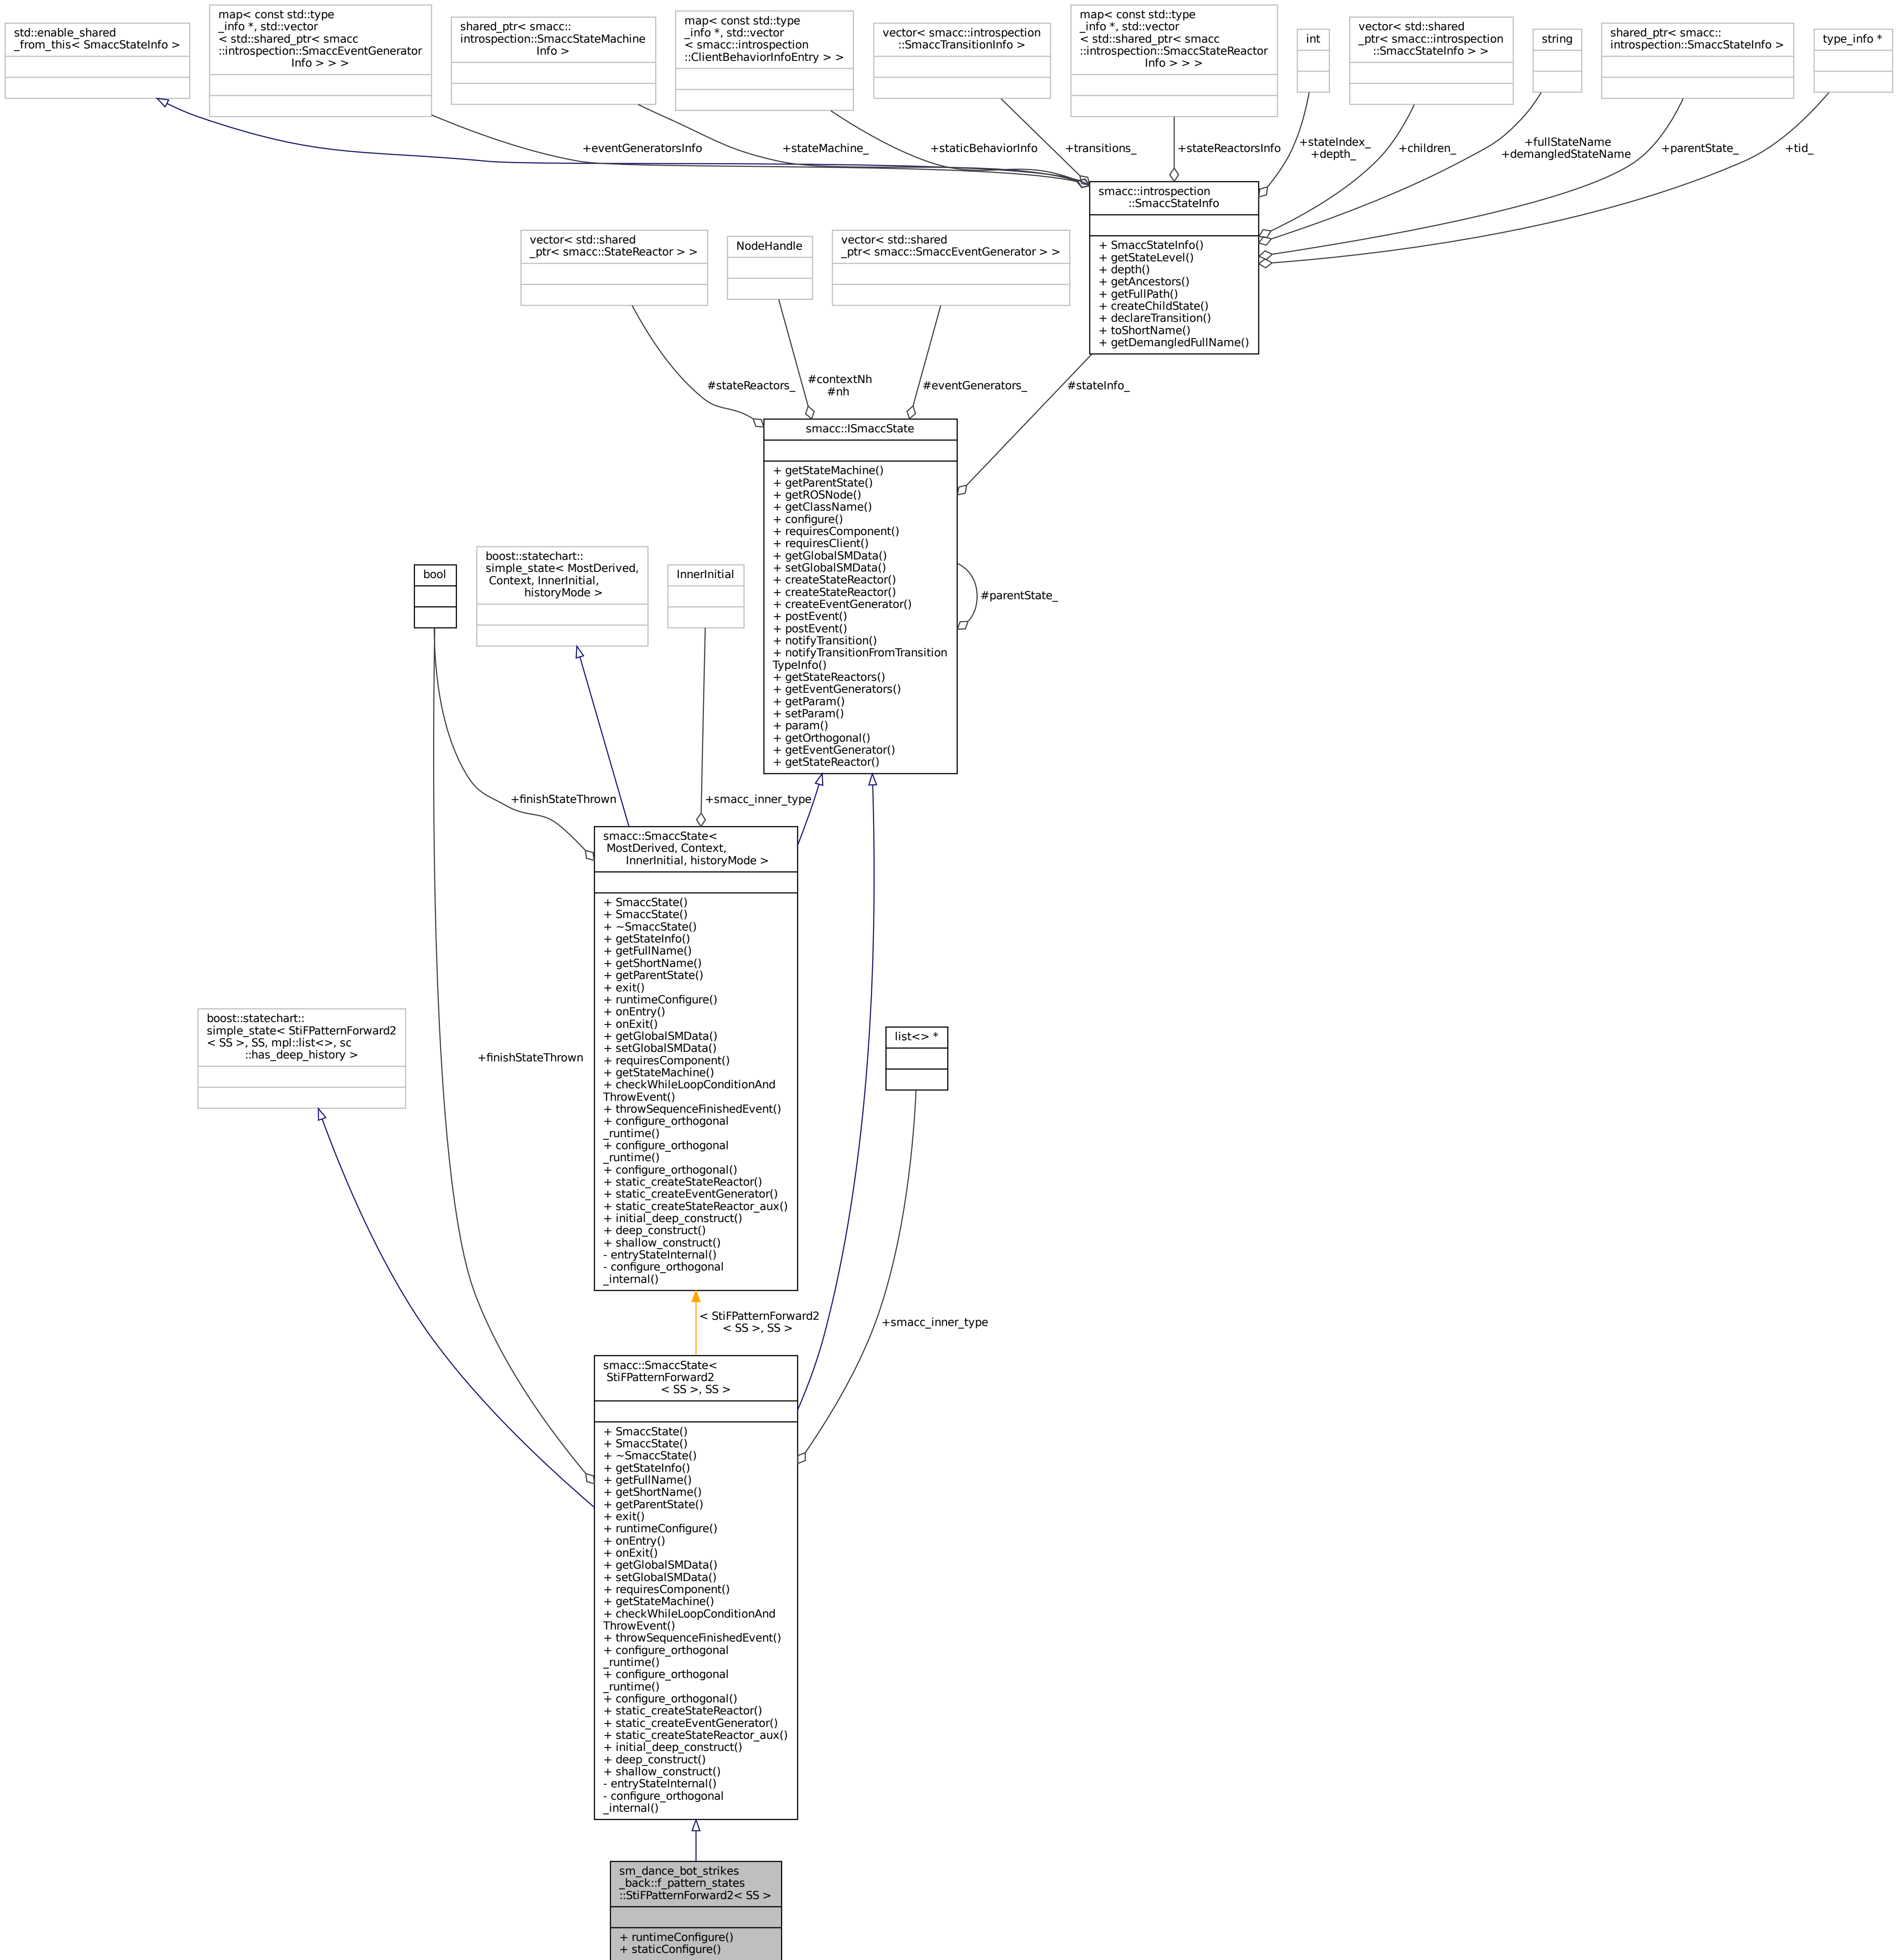 std::enable_shared
_from_this< SmaccStateInfo >
map< const std::type
_info *, std::vector
< std::shared_ptr< smacc
::introspection::SmaccEventGenerator
Info > > >
shared_ptr< smacc::
introspection::SmaccStateMachine
Info >
map< const std::type
_info *, std::vector
< smacc::introspection
::ClientBehaviorInfoEntry > >
vector< smacc::introspection
::SmaccTransitionInfo >
map< const std::type
_info *, std::vector
< std::shared_ptr< smacc
::introspection::SmaccStateReactor
Info > > >
int
vector< std::shared
_ptr< smacc::introspection
::SmaccStateInfo > >
string
shared_ptr< smacc::
introspection::SmaccStateInfo >
type_info *
+eventGeneratorsInfo
+stateMachine_
+staticBehaviorInfo
+transitions_
+stateReactorsInfo
+stateIndex_
+depth_
+children_
+fullStateName
+demangledStateName
+parentState_
+tid_
smacc::introspection
::SmaccStateInfo
+ SmaccStateInfo()
+ getStateLevel()
+ depth()
+ getAncestors()
+ getFullPath()
+ createChildState()
+ declareTransition()
+ toShortName()
+ getDemangledFullName()
vector< std::shared
_ptr< smacc::StateReactor > >
NodeHandle
vector< std::shared
_ptr< smacc::SmaccEventGenerator > >
#stateReactors_
#contextNh
#nh
#eventGenerators_
#stateInfo_
smacc::ISmaccState
+ getStateMachine()
+ getParentState()
+ getROSNode()
+ getClassName()
+ configure()
+ requiresComponent()
+ requiresClient()
+ getGlobalSMData()
+ setGlobalSMData()
+ createStateReactor()
+ createStateReactor()
+ createEventGenerator()
+ postEvent()
+ postEvent()
+ notifyTransition()
+ notifyTransitionFromTransition
TypeInfo()
+ getStateReactors()
+ getEventGenerators()
+ getParam()
+ setParam()
+ param()
+ getOrthogonal()
+ getEventGenerator()
+ getStateReactor()
#parentState_
bool
boost::statechart::
simple_state< MostDerived,
Context, InnerInitial,
historyMode >
InnerInitial
+finishStateThrown
+smacc_inner_type
smacc::SmaccState<
MostDerived, Context,
InnerInitial, historyMode >
+ SmaccState()
+ SmaccState()
+ ~SmaccState()
+ getStateInfo()
+ getFullName()
+ getShortName()
+ getParentState()
+ exit()
+ runtimeConfigure()
+ onEntry()
+ onExit()
+ getGlobalSMData()
+ setGlobalSMData()
+ requiresComponent()
+ getStateMachine()
+ checkWhileLoopConditionAnd
ThrowEvent()
+ throwSequenceFinishedEvent()
+ configure_orthogonal
_runtime()
+ configure_orthogonal
_runtime()
+ configure_orthogonal()
+ static_createStateReactor()
+ static_createEventGenerator()
+ static_createStateReactor_aux()
+ initial_deep_construct()
+ deep_construct()
+ shallow_construct()
- entryStateInternal()
- configure_orthogonal
_internal()
boost::statechart::
simple_state< StiFPatternForward2
< SS >, SS, mpl::list<>, sc
::has_deep_history >
+finishStateThrown
list<> *
< StiFPatternForward2
< SS >, SS >
+smacc_inner_type
smacc::SmaccState<
StiFPatternForward2
< SS >, SS >
+ SmaccState()
+ SmaccState()
+ ~SmaccState()
+ getStateInfo()
+ getFullName()
+ getShortName()
+ getParentState()
+ exit()
+ runtimeConfigure()
+ onEntry()
+ onExit()
+ getGlobalSMData()
+ setGlobalSMData()
+ requiresComponent()
+ getStateMachine()
+ checkWhileLoopConditionAnd
ThrowEvent()
+ throwSequenceFinishedEvent()
+ configure_orthogonal
_runtime()
+ configure_orthogonal
_runtime()
+ configure_orthogonal()
+ static_createStateReactor()
+ static_createEventGenerator()
+ static_createStateReactor_aux()
+ initial_deep_construct()
+ deep_construct()
+ shallow_construct()
- entryStateInternal()
- configure_orthogonal
_internal()
sm_dance_bot_strikes
_back::f_pattern_states
::StiFPatternForward2< SS >
+ runtimeConfigure()
+ staticConfigure()